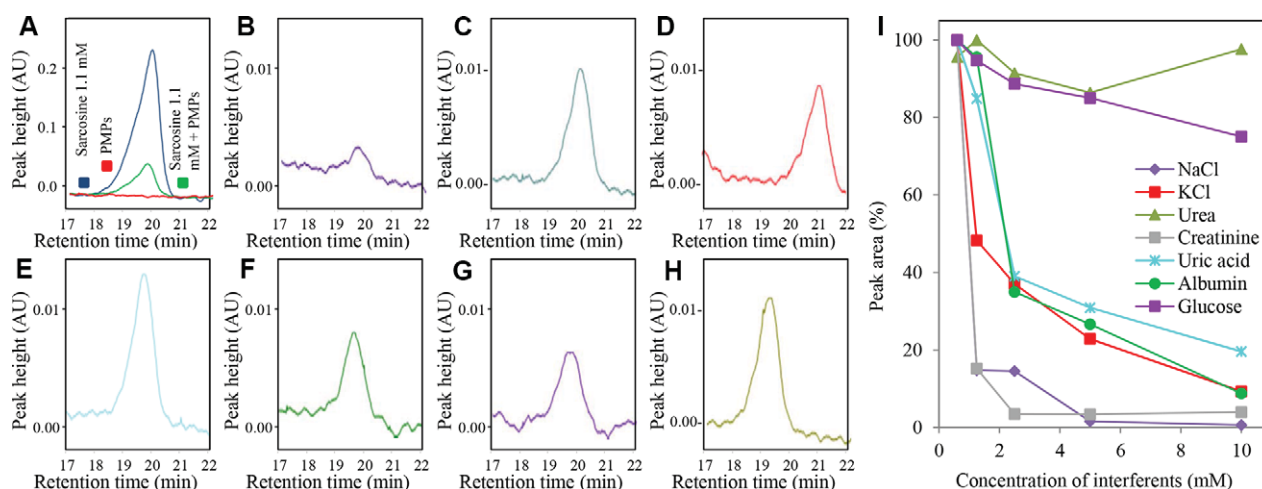 A
Peak height (AU)
0.2
0.1
0.0
Sarcosine 1.1 mM
PMPs
Sarcosine 1.1
mM + PMPs
17 18 19 20 21 22
Retention time (min)
B
Peak height (AU)
0.01
0.00
17 18 19 20 21 22
Retention time (min)
C
Peak height (AU)
0.01
0.00
17 18 19 20 21 22
Retention time (min)
D
Peak height (AU)
0.01
0.00
17 18 19 20 21 22
Retention time (min)
E
Peak height (AU)
0.01
0.00
17 18 19 20 21 22
Retention time (min)
F
Peak height (AU)
0.01
0.00
17 18 19 20 21 22
Retention time (min)
G
Peak height (AU)
0.01
0.00
17 18 19 20 21 22
Retention time (min)
H
Peak height (AU)
0.01
0.00
17 18 19 20 21 22
Retention time (min)
I
Peak area (%)
100
80
60
40
20
0
NaCl
KCl
Urea
Creatinine
Uric acid
Albumin
Glucose
0 2 4 6 8 10
Concentration of interferents (mM)